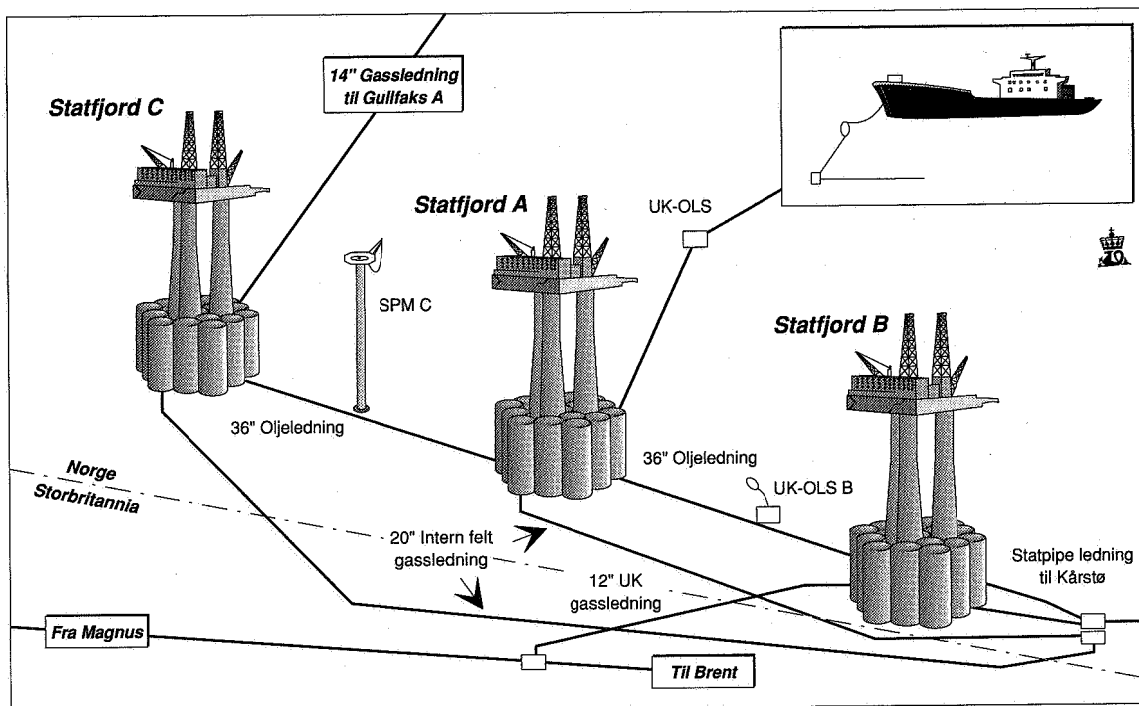 14" Gassledning
til Gullfaks A
Statfjord C
Statfjord A
UK-OLS
SPM C
Statfjord B
36" Oljeledning
36" Oljeledning
UK-OLS B
Norge
Storbritannia
20" Intern felt
gassledning
12" UK
gassledning
Statpipe ledning
til Kårstø
Fra Magnus
Til Brent